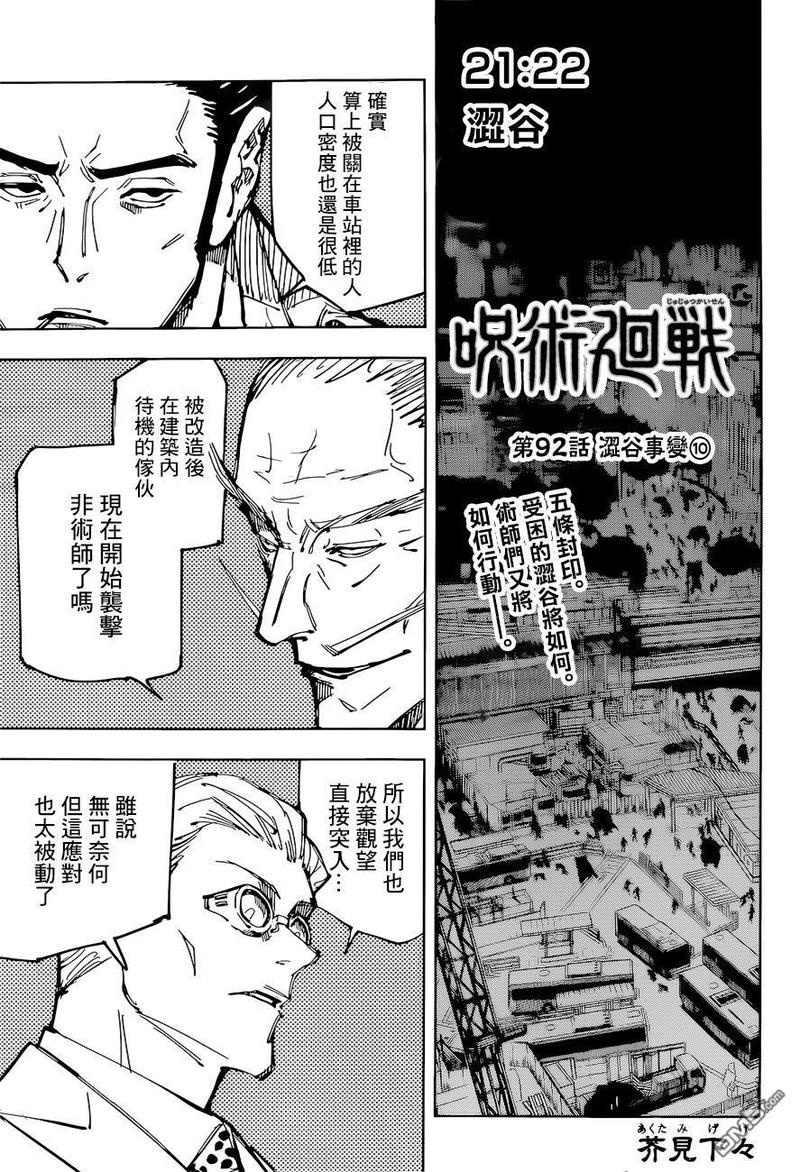 21:22
澀谷
じゅじゅつかいせん
呪術廻戦
第92話 澀谷事變⑩
五條封印。
受困的澀谷將如何。
術師們又將
如何行動——。
芥見下々
あくたみげげ
確實
算上被關在車站裡的人
人口密度也還是很低
被改造後
在建築內
待機的傢伙
現在開始襲擊
非術師了嗎
所以我們也
放棄觀望
直接突入…
雖說
無可奈何
但這應對
也太被動了
DM5.com